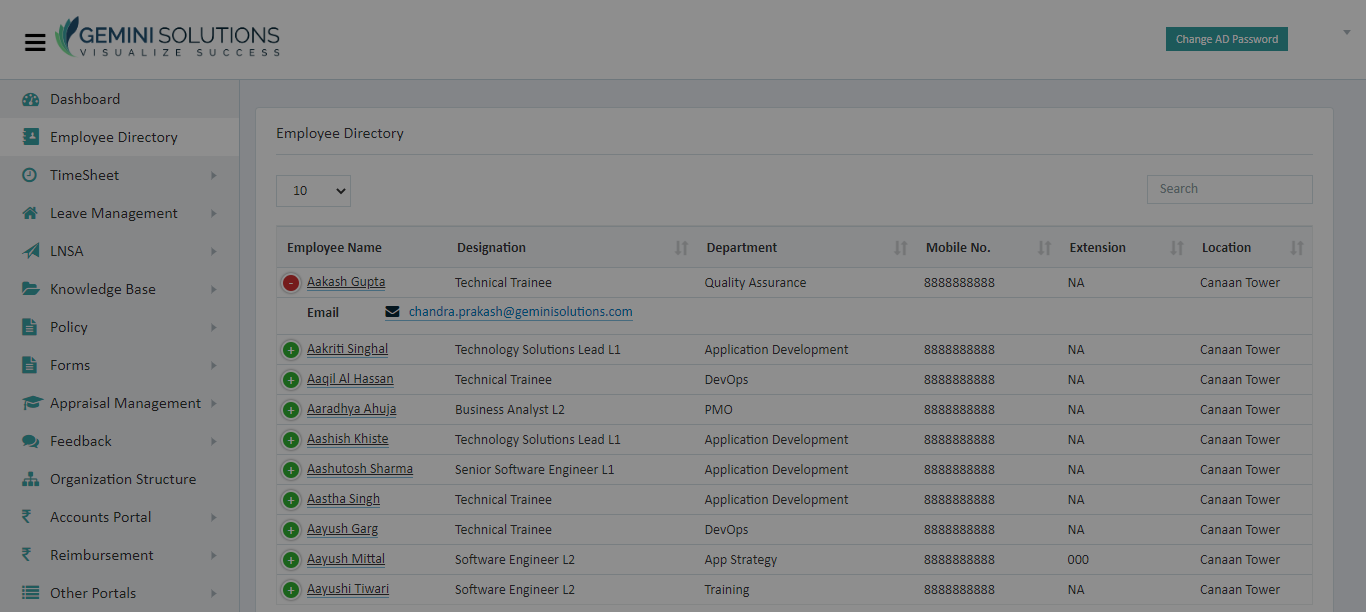 GEMINI SOLUTIONS
VISUALIZE SUCCESS
Change AD Password
Dashboard
Employee Directory
TimeSheet
Leave Management
LNSA
Knowledge Base
Policy
Forms
Appraisal Management
Feedback
Organization Structure
Accounts Portal
Reimbursement
Other Portals
Employee Directory
10
Search
Employee Name Designation Department Mobile No. Extension Location
- Aakash Gupta Technical Trainee Quality Assurance 8888888888 NA Canaan Tower
Email chandra.prakash@geminisolutions.com
+ Aakriti Singhal Technology Solutions Lead L1 Application Development 8888888888 NA Canaan Tower
+ Aaqil Al Hassan Technical Trainee DevOps 8888888888 NA Canaan Tower
+ Aaradhya Ahuja Business Analyst L2 PMO 8888888888 NA Canaan Tower
+ Aashish Khiste Technology Solutions Lead L1 Application Development 8888888888 NA Canaan Tower
+ Aashutosh Sharma Senior Software Engineer L1 Application Development 8888888888 NA Canaan Tower
+ Aastha Singh Technical Trainee Application Development 8888888888 NA Canaan Tower
+ Aayush Garg Technical Trainee DevOps 8888888888 NA Canaan Tower
+ Aayush Mittal Software Engineer L2 App Strategy 8888888888 000 Canaan Tower
+ Aayushi Tiwari Software Engineer L2 Training 8888888888 NA Canaan Tower